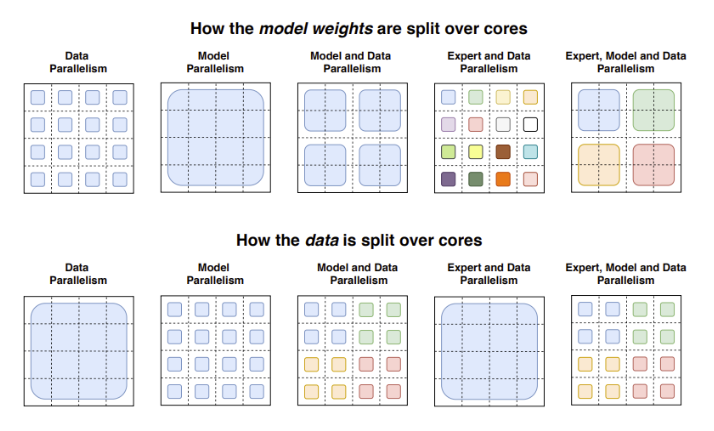 How the model weights are split over cores
Data
Parallelism
Model
Parallelism
Model and Data
Parallelism
Expert and Data
Parallelism
Expert, Model and Data
Parallelism
How the data is split over cores
Data
Parallelism
Model
Parallelism
Model and Data
Parallelism
Expert and Data
Parallelism
Expert, Model and Data
Parallelism